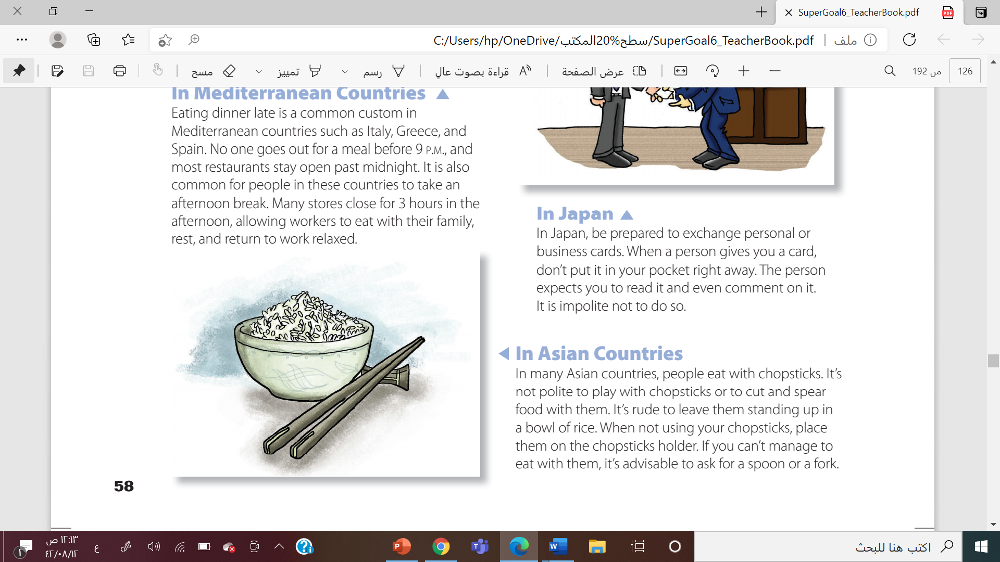 SuperGoal6_TeacherBook.pdf
ملف
C:/Users/hp/OneDrive/سطح%20المكتب/SuperGoal6_TeacherBook.pdf
126
من 192
عرض الصفحة
قراءة بصوت عالٍ
رسم
تمييز
مسح
In Mediterranean Countries
Eating dinner late is a common custom in
Mediterranean countries such as Italy, Greece, and
Spain. No one goes out for a meal before 9 P.M., and
most restaurants stay open past midnight. It is also
common for people in these countries to take an
afternoon break. Many stores close for 3 hours in the
afternoon, allowing workers to eat with their family,
rest, and return to work relaxed.
In Japan
In Japan, be prepared to exchange personal or
business cards. When a person gives you a card,
don’t put it in your pocket right away. The person
expects you to read it and even comment on it.
It is impolite not to do so.
In Asian Countries
In many Asian countries, people eat with chopsticks. It’s
not polite to play with chopsticks or to cut and spear
food with them. It’s rude to leave them standing up in
a bowl of rice. When not using your chopsticks, place
them on the chopsticks holder. If you can’t manage to
eat with them, it’s advisable to ask for a spoon or a fork.
58
اكتب هنا للبحث
ع
١٢:١٣ ص
٤٢/٠٨/١٢
١